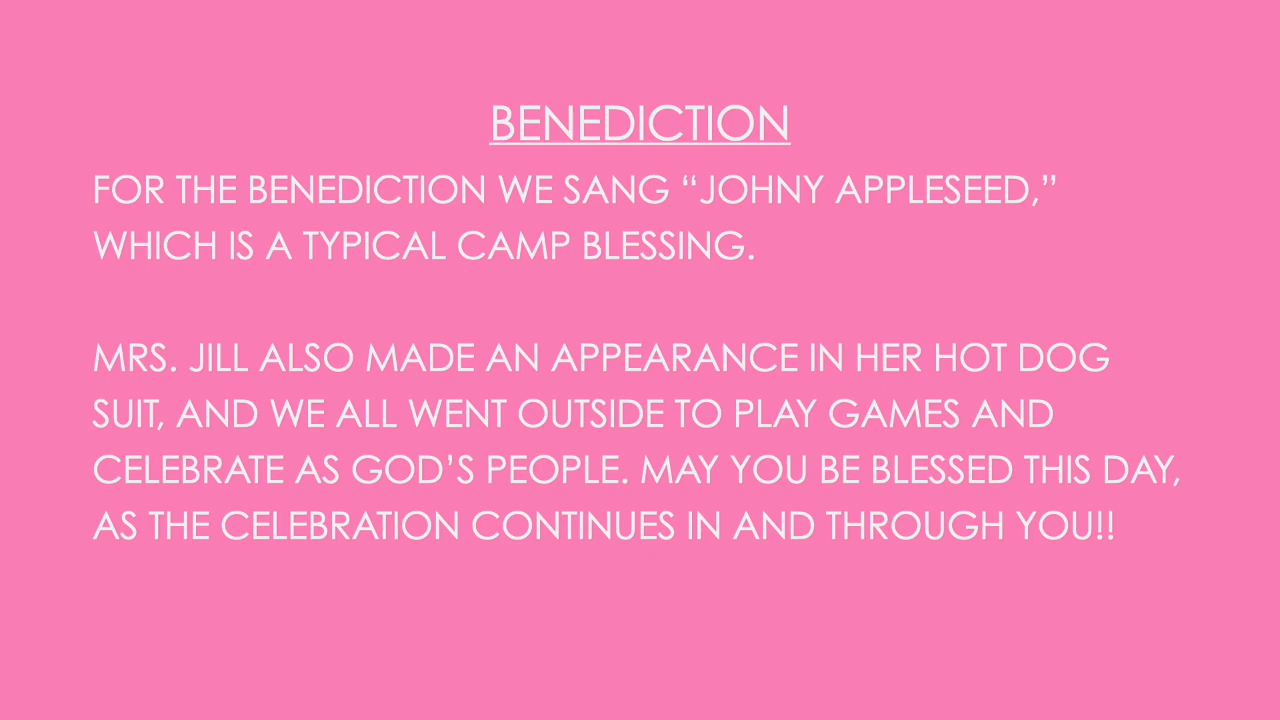 BENEDICTION
FOR THE BENEDICTION WE SANG “JOHNY APPLESEED,”
WHICH IS A TYPICAL CAMP BLESSING.
MRS. JILL ALSO MADE AN APPEARANCE IN HER HOT DOG
SUIT, AND WE ALL WENT OUTSIDE TO PLAY GAMES AND
CELEBRATE AS GOD’S PEOPLE. MAY YOU BE BLESSED THIS DAY,
AS THE CELEBRATION CONTINUES IN AND THROUGH YOU!!